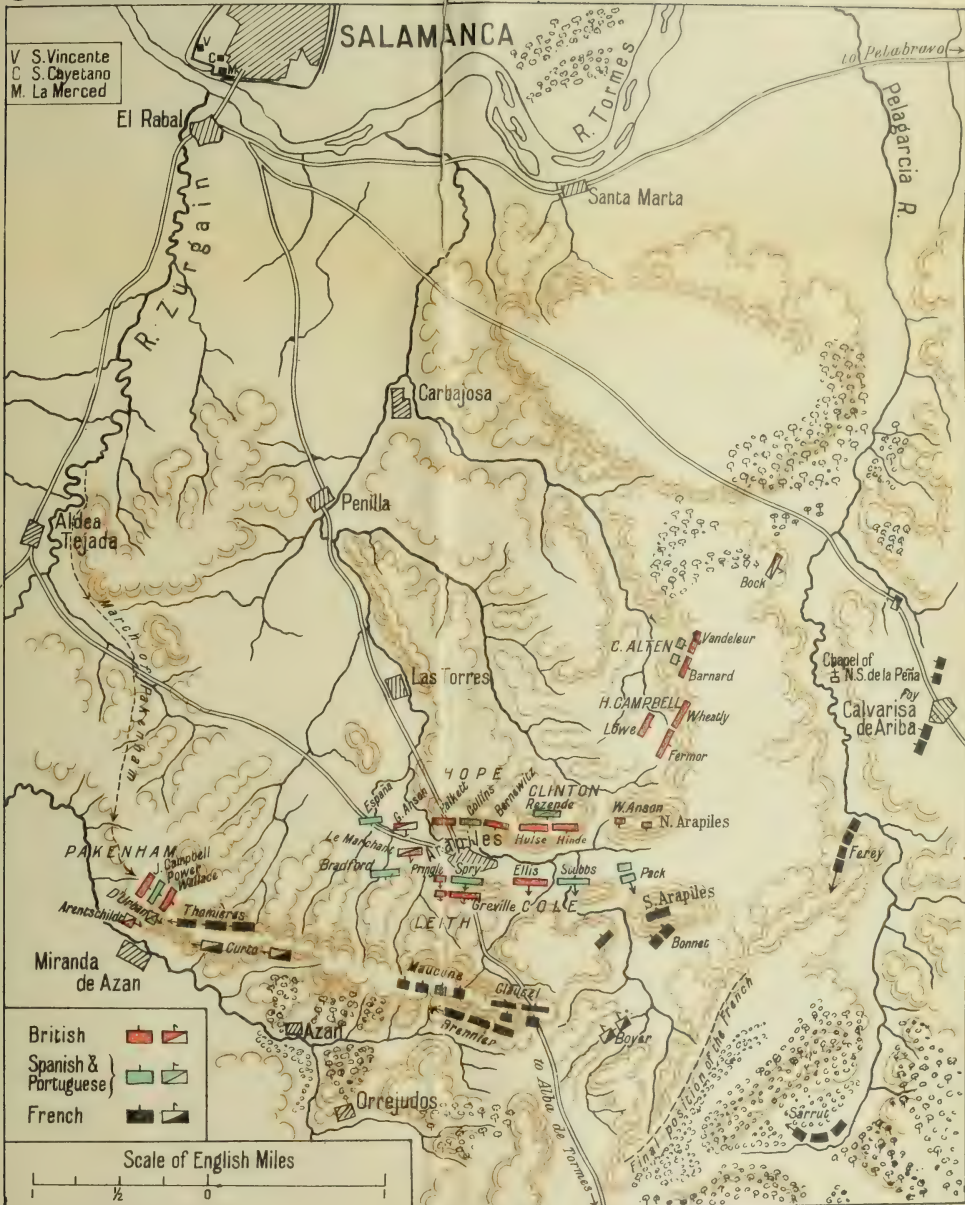 SALAMANCA
V S.Vincente
C S.Cayetano
M. La Merced
V
C
M
to Pelabravo
El Rabal
R. Tormes
Pelagarcia R.
Santa Marta
R. Zurgain
Carbajosa
Penilla
Aldea
Tejada
Bock
March of Pakenham
C. ALTEN
Vandeleur
Barnard
Chapel of
N.S. de la Peña
Foy
Calvarisa
de Ariba
Las Torres
H. CAMPBELL
Löwe
Wheatly
Fermor
HOPE
España
G. Anson
Halkett
Collins
Bernewitz
CLINTON
Rezende
Hulse
Hinde
W. Anson
N. Arapiles
Le Marchant
Arapiles
Bradford
Pringle
Spry
Ellis
Stubbs
Pack
Ferey
PAKENHAM
J. Campbell
Power
Wallace
D'Urban
Arentschildt
Thomières
Greville
COLE
LEITH
S. Arapiles
Bonnet
Curto
Miranda
de Azan
Maucune
Clauzel
Brennier
Boyer
Azan
Orrejudos
to Alba de Tormes
Final position of the French
Sarrut
British
Spanish &
Portuguese
French
Scale of English Miles
1 ½ 0 1